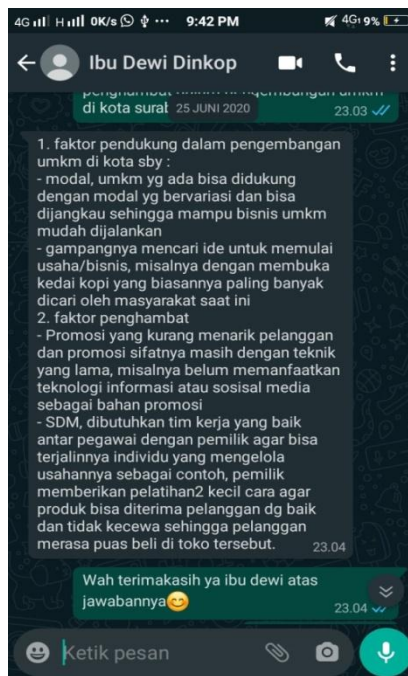 4G H 0K/s 9:42 PM 4G 9%
Ibu Dewi Dinkop
di kota surab
25 JUNI 2020
23.03
1. faktor pendukung dalam pengembangan
umkm di kota sby :
- modal, umkm yg ada bisa didukung
dengan modal yg bervariasi dan bisa
dijangkau sehingga mampu bisnis umkm
mudah dijalankan
- gampangnya mencari ide untuk memulai
usaha/bisnis, misalnya dengan membuka
kedai kopi yang biasannya paling banyak
dicari oleh masyarakat saat ini
2. faktor penghambat
- Promosi yang kurang menarik pelanggan
dan promosi sifatnya masih dengan teknik
yang lama, misalnya belum memanfaatkan
teknologi informasi atau sosisal media
sebagai bahan promosi
- SDM, dibutuhkan tim kerja yang baik
antar pegawai dengan pemilik agar bisa
terjalinnya individu yang mengelola
usahannya sebagai contoh, pemilik
memberikan pelatihan2 kecil cara agar
produk bisa diterima pelanggan dg baik
dan tidak kecewa sehingga pelanggan
merasa puas beli di toko tersebut.
23.04
Wah terimakasih ya ibu dewi atas
jawabannya😊
23.04
Ketik pesan